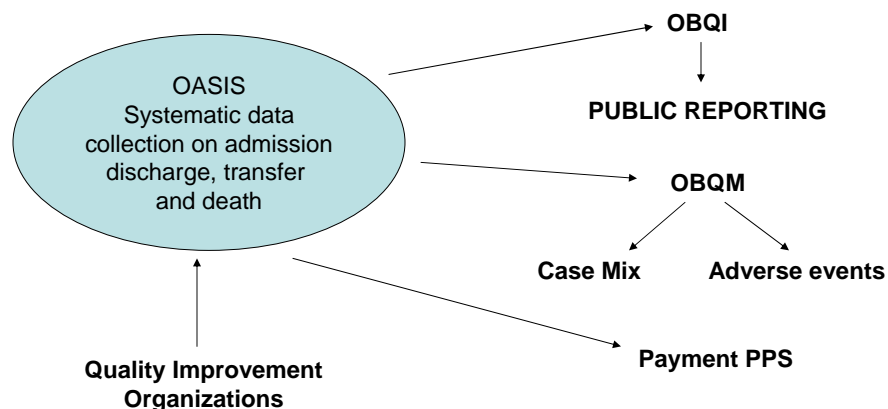 OASIS
Systematic data
collection on admission
discharge, transfer
and death
OBQI
PUBLIC REPORTING
OBQM
Case Mix
Adverse events
Payment PPS
Quality Improvement
Organizations